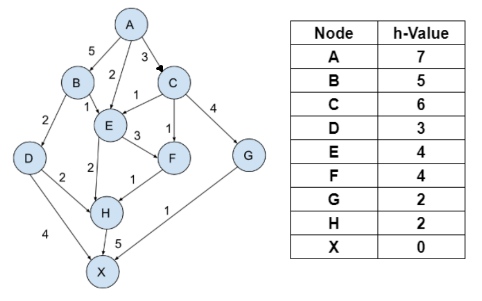 A
5
2
3
B
C
1
1
4
E
2
3
1
D
F
G
2
2
1
H
4
5
1
X
Node h-Value
A 7
B 5
C 6
D 3
E 4
F 4
G 2
H 2
X 0